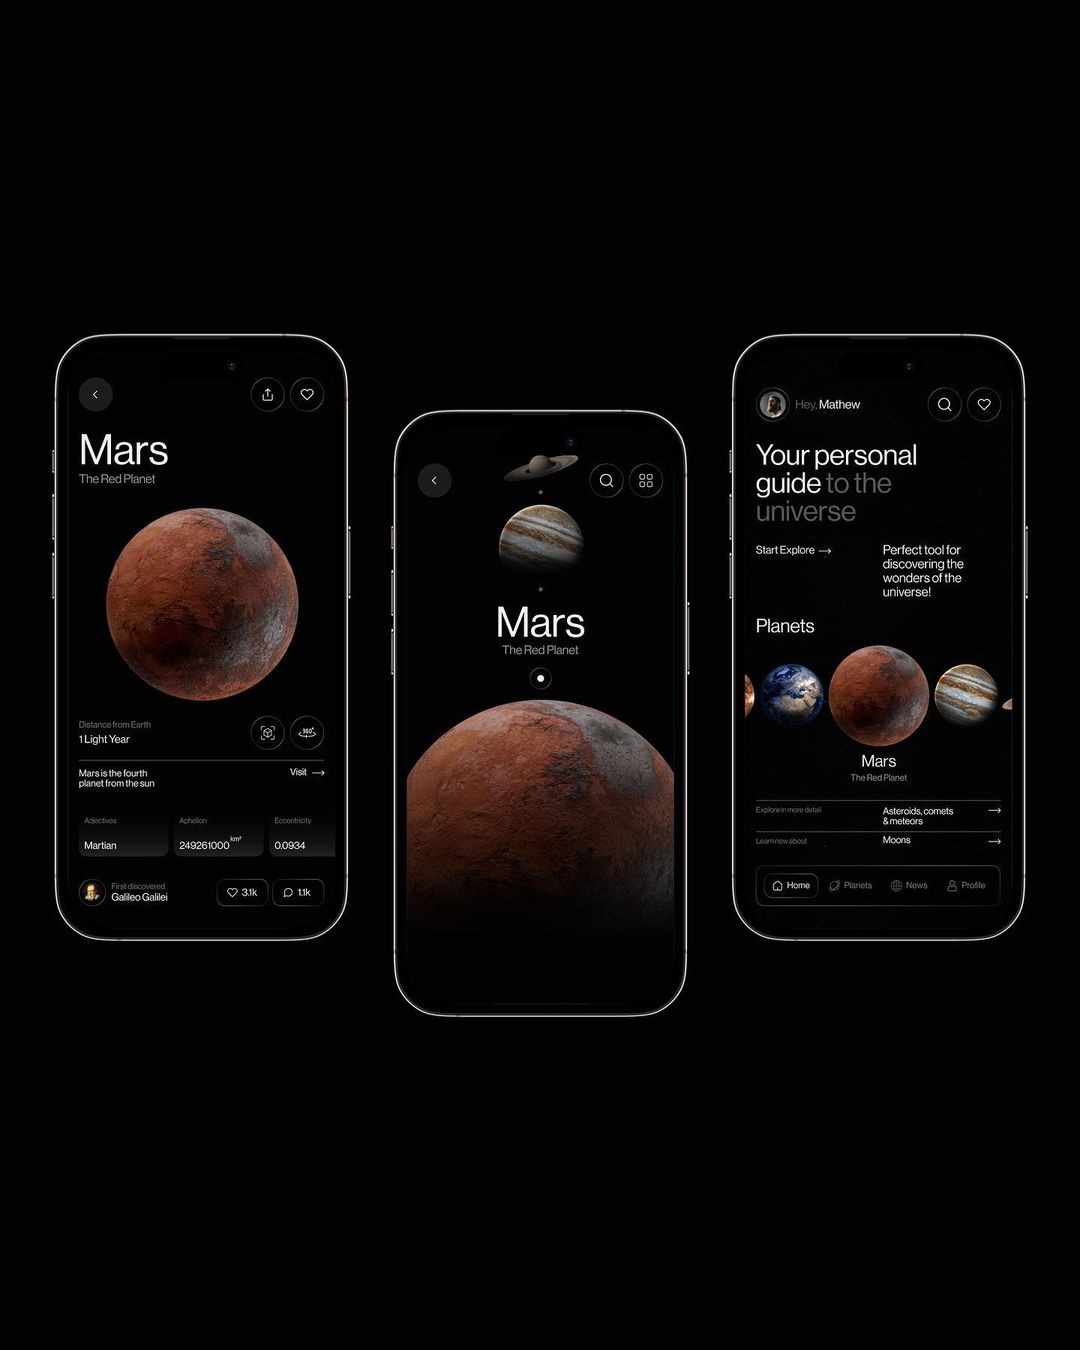 Mars
The Red Planet
Distance from Earth
1 Light Year
360°
Mars is the fourth
planet from the sun
Visit →
Adjectives
Martian
Aphelion
249261000 km²
Eccentricity
0.0934
First discovered
Galileo Galilei
3.1k
1.1k
Mars
The Red Planet
Hey, Mathew
Your personal
guide to the
universe
Start Explore →
Perfect tool for
discovering the
wonders of the
universe!
Planets
Mars
The Red Planet
Explore in more detail
Asteroids, comets
& meteors
Learn new about
Moons
Home
Planets
News
Profile